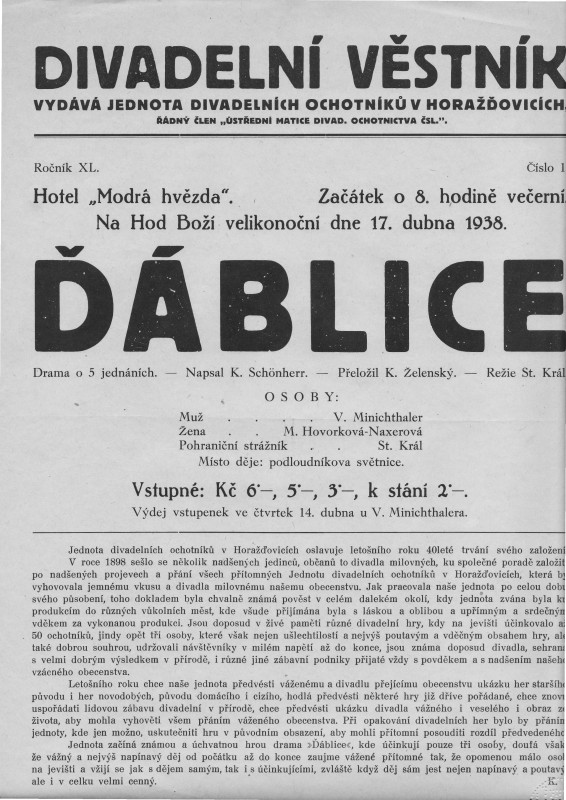 DIVADELNÍ VĚSTNÍK
VYDÁVÁ JEDNOTA DIVADELNÍCH OCHOTNÍKŮ V HORAŽĎOVICÍCH.
ŘÁDNÝ ČLEN „ÚSTŘEDNÍ MATICE DIVAD. OCHOTNICTVA ČSL.".
Ročník XL. Číslo 1
Hotel „Modrá hvězda". Začátek o 8. hodině večerní
Na Hod Boží velikonoční dne 17. dubna 1938.
ĎÁBLICE
Drama o 5 jednáních. — Napsal K. Schönherr. — Přeložil K. Želenský. — Režie St. Král
OSOBY:
Muž . . . . V. Minichthaler
Žena . . M. Hovorková-Naxerová
Pohraniční strážník . . St. Král
Místo děje: podloudníkova světnice.
Vstupné: Kč 6·–, 5·–, 3·–, k stání 2·–.
Výdej vstupenek ve čtvrtek 14. dubna u V. Minichthalera.
Jednota divadelních ochotníků v Horažďovicích oslavuje letošního roku 40leté trvání svého založení
V roce 1898 sešlo se několik nadšených jedinců, občanů to divadla milovných, ku společné poradě založit
po nadšených projevech a přání všech přítomných Jednotu divadelních ochotníků v Horažďovicích, která by
vyhovovala jemnému vkusu a divadla milovnému našemu obecenstvu. Jak pracovala naše jednota po celou dobu
svého působení, toho dokladem byla chvalně známá pověst v celém dalekém okolí, kdy jednota zvána byla k
produkcím do různých vůkolních měst, kde všude přijímána byla s láskou a oblibou a upřímným a srdečným
vděkem za vykonanou produkci. Jsou doposud v živé paměti různé divadelní hry, kdy na jevišti účinkovalo až
50 ochotníků, jindy opět tři osoby, které však nejen ušlechtilostí a nejvýš poutavým a vděčným obsahem hry, ale
také dobrou souhrou, udržovali návštěvníky v milém napětí až do konce, jsou známa doposud divadla, sehraná
s velmi dobrým výsledkem v přírodě, i různé jiné zábavní podniky přijaté vždy s povděkem a s nadšením našeho
vzácného obecenstva.
Letošního roku chce naše jednota předvésti váženému a divadlu přejícímu obecenstvu ukázku her staršího
původu i her novodobých, původu domácího i cizího, hodlá předvésti některé hry již dříve pořádané, chce znovu
uspořádati lidovou zábavu divadelní v přírodě, chce předvésti ukázku divadla vážného i veselého i obraz ze
života, aby mohla vyhověti všem přáním váženého obecenstva. Při opakování divadelních her bylo by přáním
jednoty, kde jen možno, uskutečniti hru v původním obsazení, aby mohli přítomní posouditi rozdíl předvedeného
Jednota začíná známou a úchvatnou hrou drama »Ďáblice«, kde účinkují pouze tři osoby, doufá však
že vážný a nejvýš napínavý děj od počátku až do konce zaujme vážené přítomné tak, že opomenou málo osob
na jevišti a vžijí se jak s dějem samým, tak i s účinkujícími, zvláště když děj sám jest nejen napínavý a poutavý
ale i v celku velmi cenný. K.